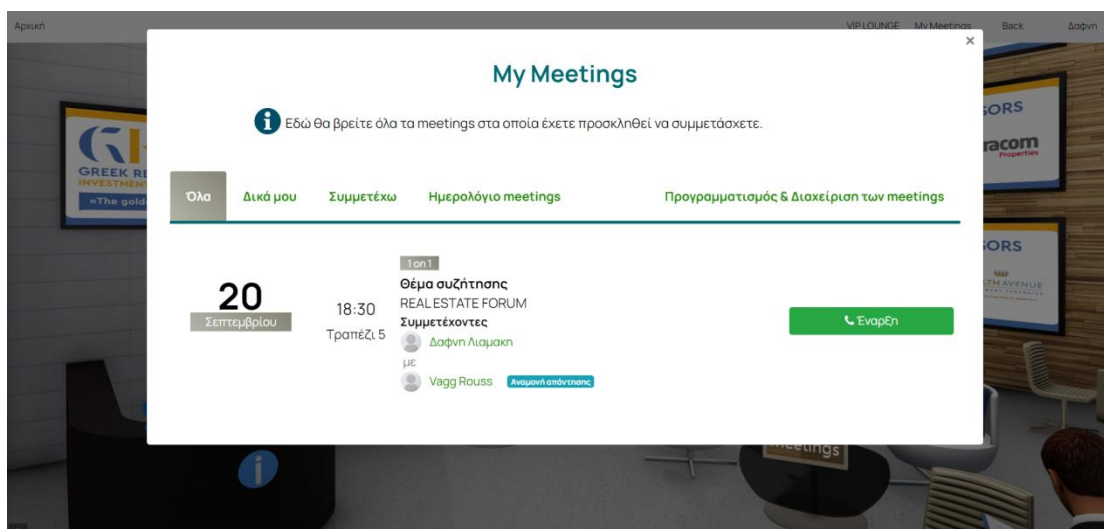 Αρχική
VIP LOUNGE My Meetings Back Δαφνη
×
My Meetings
Εδώ θα βρείτε όλα τα meetings στα οποία έχετε προσκληθεί να συμμετάσχετε.
Όλα Δικά μου Συμμετέχω Ημερολόγιο meetings Προγραμματισμός & Διαχείριση των meetings
20
Σεπτεμβρίου
18:30
Τραπέζι 5
1 on 1
Θέμα συζήτησης
REAL ESTATE FORUM
Συμμετέχοντες
Δαφνη Λιαμακη
με
Vagg Rouss Αναμονή απάντησης
Έναρξη
GREEK
INVESTMENT
«The
SORS
racom
Properties
SORS
AVENUE
meetings